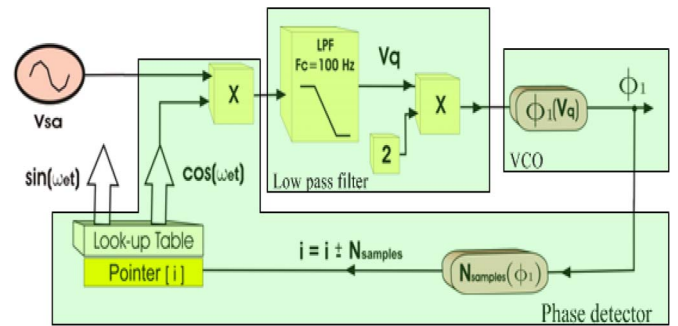 LPF
Fc=100 Hz
Vq
X
X
2
Vsa
Low pass filter
ϕ₁(Vq)
ϕ₁
VCO
sin(ωet)
cos(ωet)
Look-up Table
Pointer [ i ]
i = i ± Nsamples
Nsamples(ϕ₁)
Phase detector